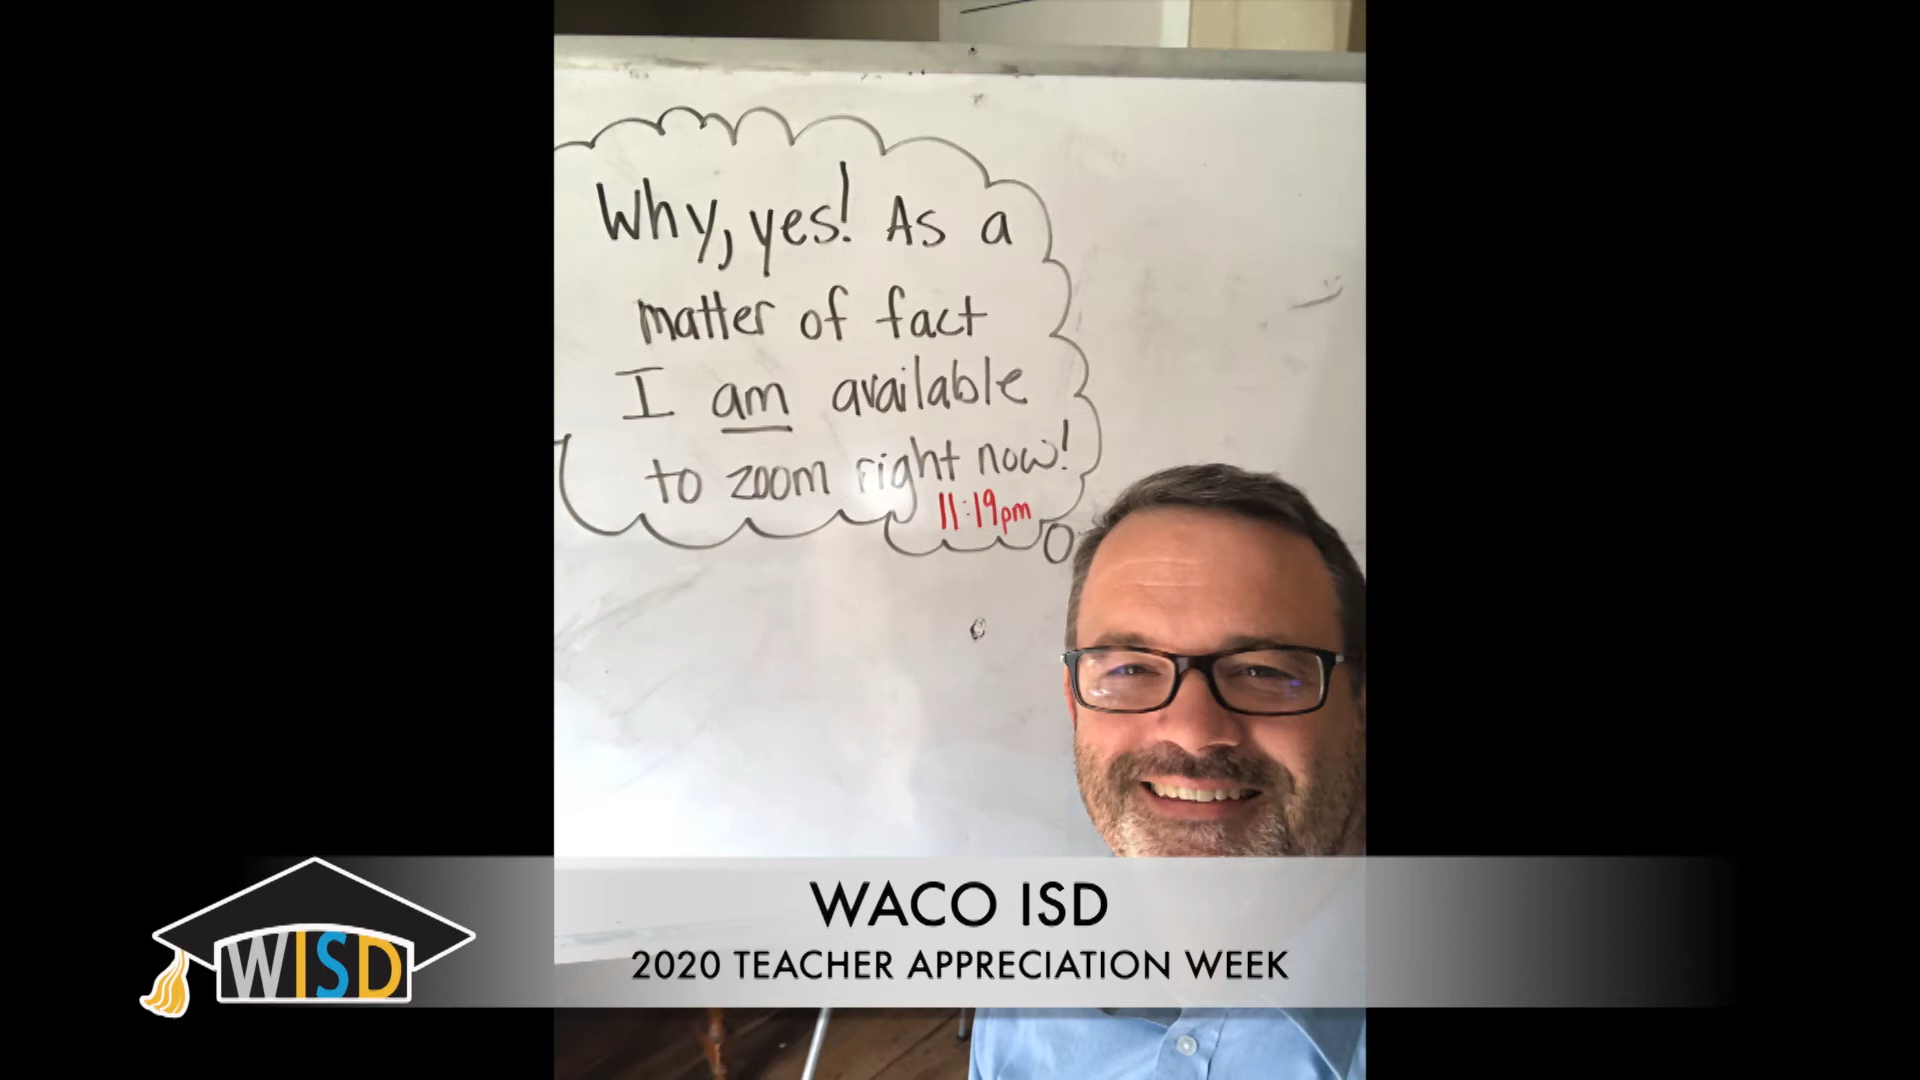 Why, yes! As a
matter of fact
I am available
to zoom right now!
11:19pm
WISD
WACO ISD
2020 TEACHER APPRECIATION WEEK